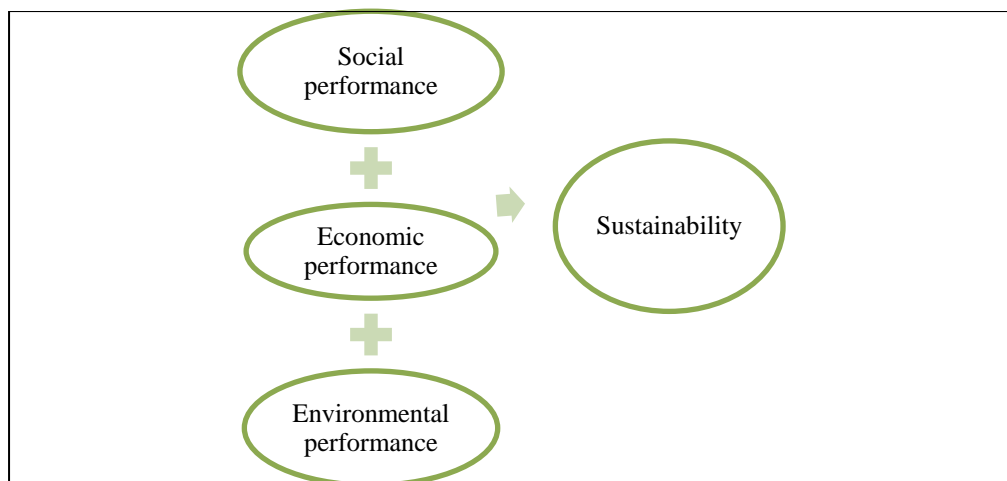 Social
performance
Economic
performance
Sustainability
Environmental
performance